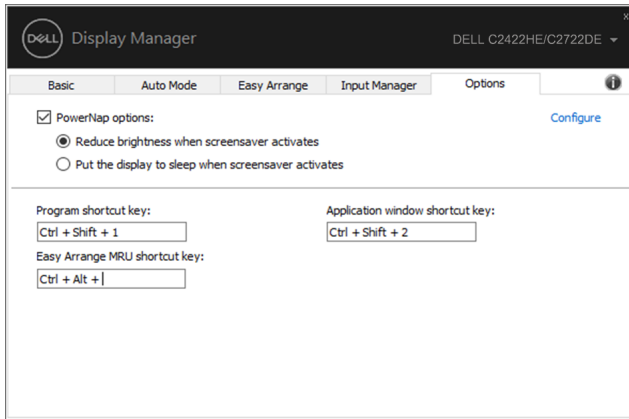 DELL Display Manager
DELL C2422HE/C2722DE
x
Basic
Auto Mode
Easy Arrange
Input Manager
Options
i
PowerNap options:
Configure
Reduce brightness when screensaver activates
Put the display to sleep when screensaver activates
Program shortcut key:
Application window shortcut key:
Ctrl + Shift + 1
Ctrl + Shift + 2
Easy Arrange MRU shortcut key:
Ctrl + Alt +